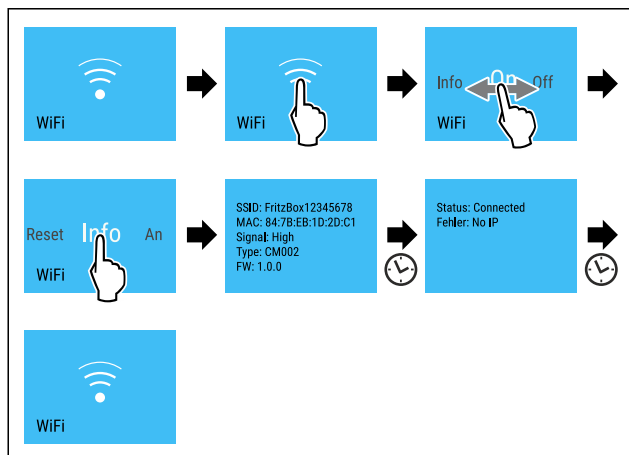 WiFi
WiFi
Info On Off
WiFi
Reset Info An
WiFi
SSID: FritzBox12345678
MAC: 84:7B:EB:1D:2D:C1
Signal: High
Type: CM002
FW: 1.0.0
Status: Connected
Fehler: No IP
WiFi